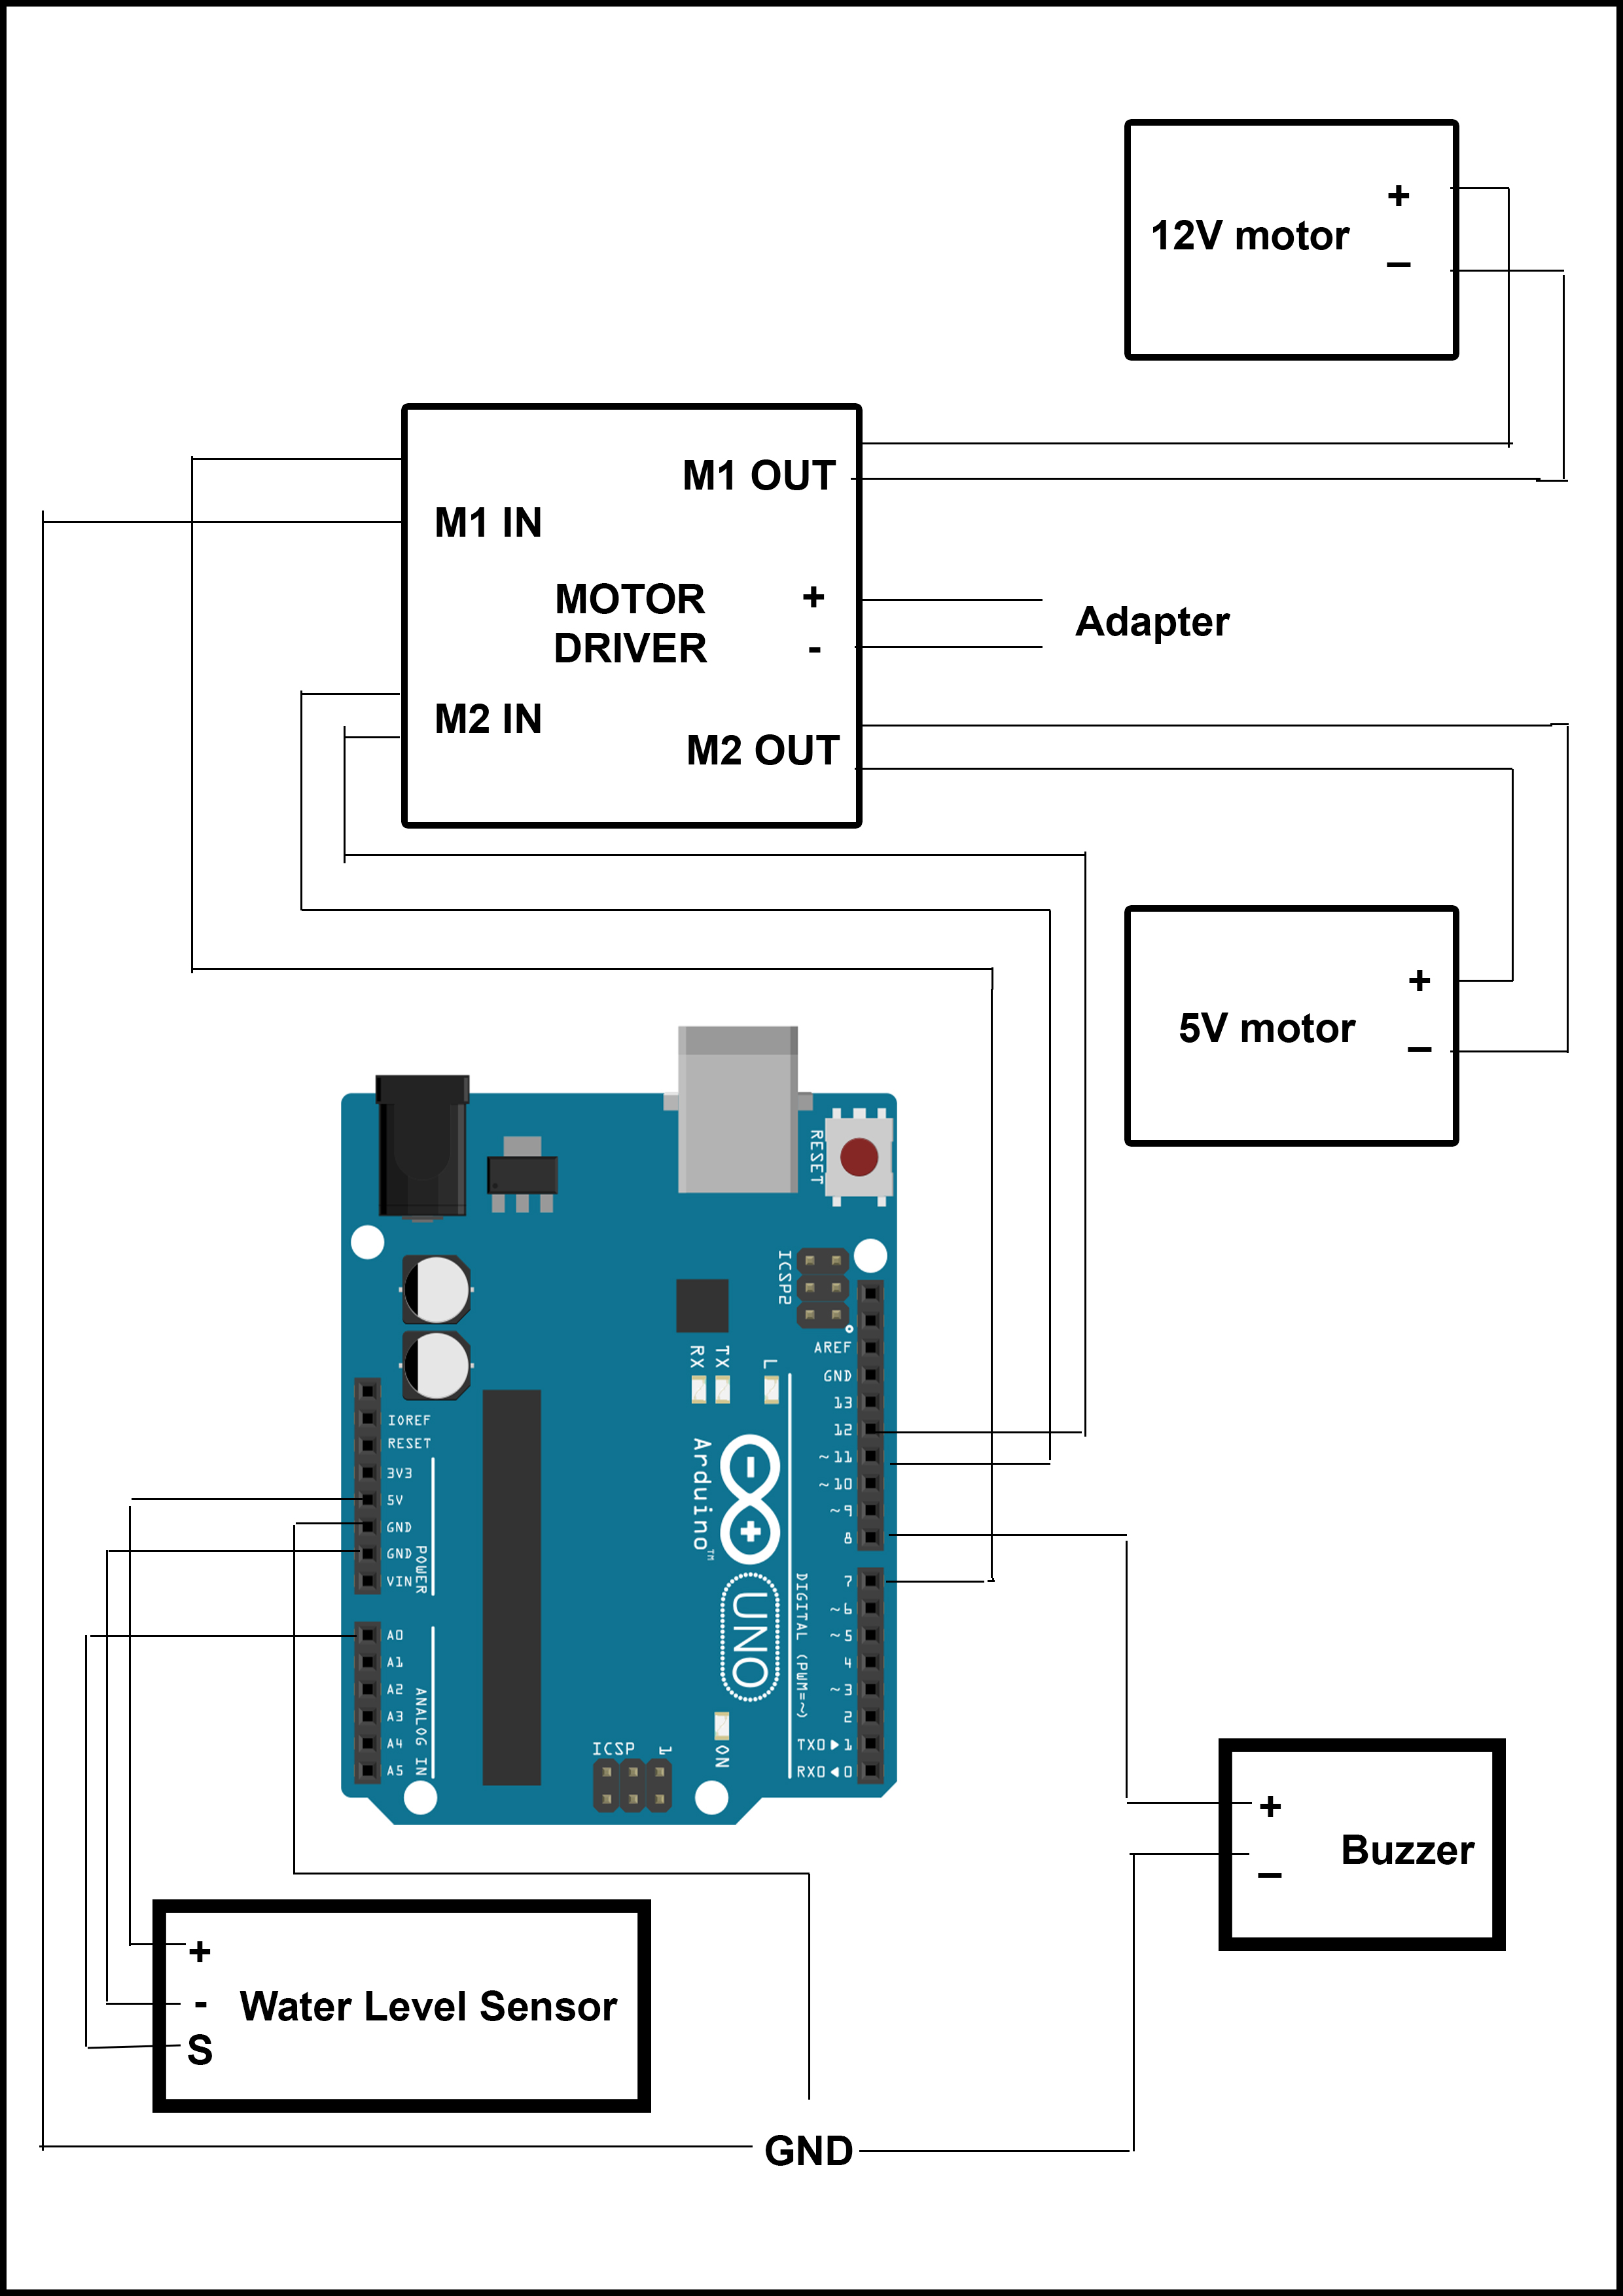 12V motor
+
–
M1 OUT
M1 IN
MOTOR +
DRIVER -
Adapter
M2 IN
M2 OUT
5V motor
+
–
RESET
ICSP2
AREF
GND
13
12
~11
~10
~9
8
7
~6
~5
4
~3
2
TX0▶1
RX0◀0
DIGITAL (PWM=~)
RX
TX
L
Arduino™
UNO
ON
ICSP
1
IOREF
RESET
3V3
5V
GND
GND
VIN
POWER
A0
A1
A2
A3
A4
A5
ANALOG IN
+
–
Buzzer
+
-
S
Water Level Sensor
GND